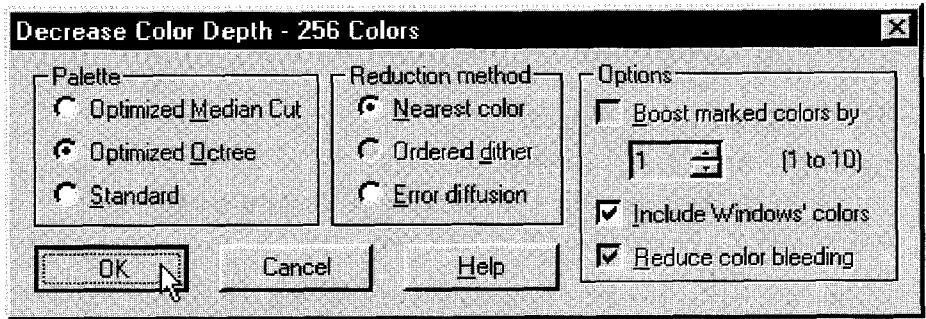 Decrease Color Depth - 256 Colors
Palette
Optimized Median Cut
Optimized Octree
Standard
Reduction method
Nearest color
Ordered dither
Error diffusion
Options
Boost marked colors by
1 (1 to 10)
Include Windows' colors
Reduce color bleeding
OK
Cancel
Help